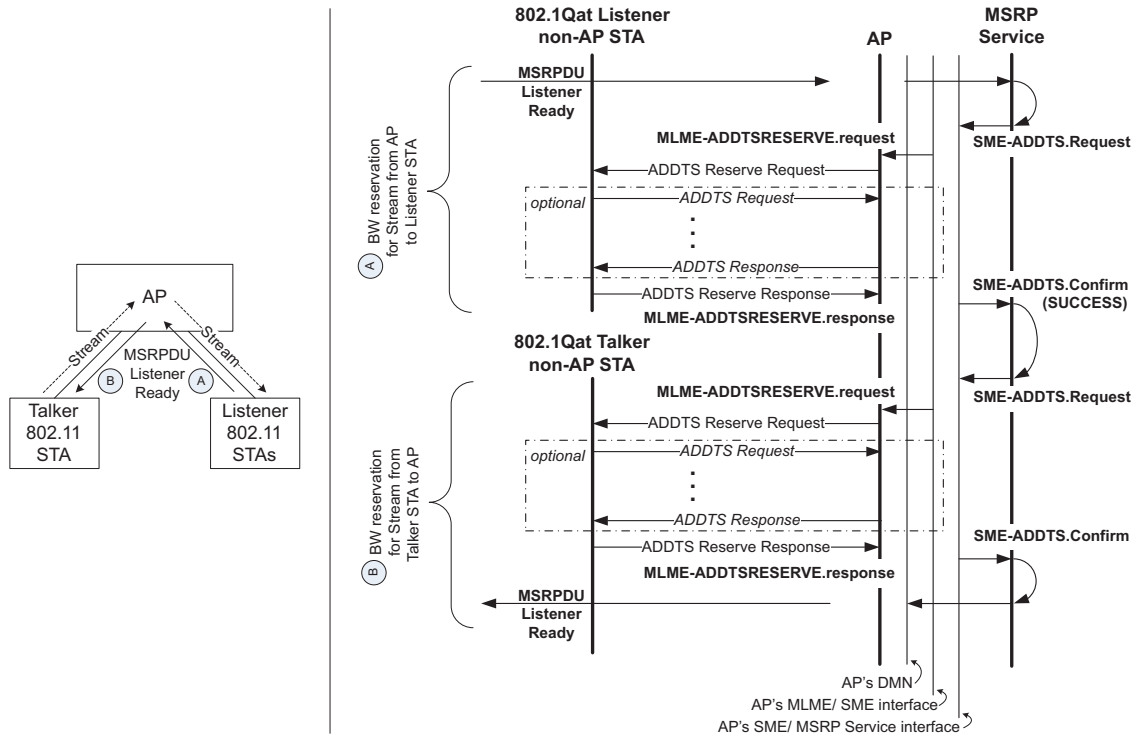 AP
Stream
Stream
MSRPDU
Listener
Ready
B
A
Talker
802.11
STA
Listener
802.11
STAs
802.1Qat Listener
non-AP STA
AP
MSRP
Service
MSRPDU
Listener
Ready
MLME-ADDTSRESERVE.request
SME-ADDTS.Request
ADDTS Reserve Request
optional
ADDTS Request
ADDTS Response
ADDTS Reserve Response
MLME-ADDTSRESERVE.response
SME-ADDTS.Confirm
(SUCCESS)
A
BW reservation
for Stream from AP
to Listener STA
802.1Qat Talker
non-AP STA
MLME-ADDTSRESERVE.request
SME-ADDTS.Request
ADDTS Reserve Request
optional
ADDTS Request
ADDTS Response
ADDTS Reserve Response
MLME-ADDTSRESERVE.response
SME-ADDTS.Confirm
B
BW reservation
for Stream from
Talker STA to AP
MSRPDU
Listener
Ready
AP's DMN
AP's MLME/ SME interface
AP's SME/ MSRP Service interface